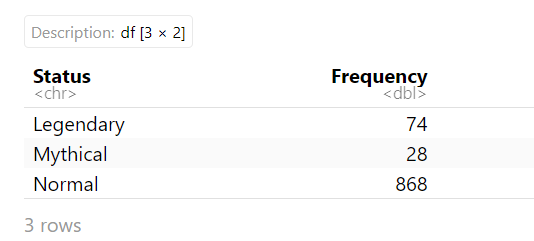 Description: df [3 × 2]
Status Frequency
<chr> <dbl>
Legendary 74
Mythical 28
Normal 868
3 rows